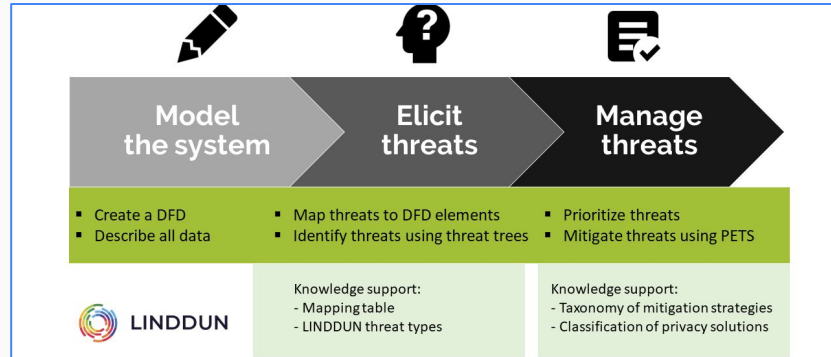 ?
Model
the system
Elicit
threats
Manage
threats
▪ Create a DFD
▪ Describe all data
▪ Map threats to DFD elements
▪ Identify threats using threat trees
▪ Prioritize threats
▪ Mitigate threats using PETS
LINDDUN
Knowledge support:
- Mapping table
- LINDDUN threat types
Knowledge support:
- Taxonomy of mitigation strategies
- Classification of privacy solutions